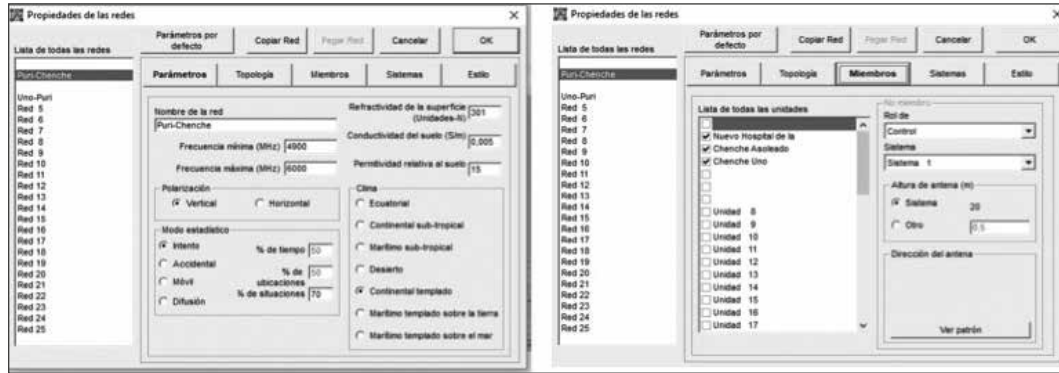 Propiedades de las redes
Lista de todas las redes
Parámetros por defecto
Copiar Red
Pegar Red
Cancelar
OK
Puri-Chenche
Uno-Puri
Red 5
Red 6
Red 7
Red 8
Red 9
Red 10
Red 11
Red 12
Red 13
Red 14
Red 15
Red 16
Red 17
Red 18
Red 19
Red 20
Red 21
Red 22
Red 23
Red 24
Red 25
Parámetros
Topología
Miembros
Sistemas
Estilo
Nombre de la red
Puri-Chenche
Frecuencia mínima (MHz) 4900
Frecuencia máxima (MHz) 6000
Polarización
Vertical
Horizontal
Modo estadístico
Intento
Accidental
Móvil
Difusión
% de tiempo 50
% de ubicaciones 50
% de situaciones 70
Refractividad de la superficie (Unidades-N) 301
Conductividad del suelo (S/m) 0,005
Permitividad relativa al suelo 15
Clima
Ecuatorial
Continental sub-tropical
Marítimo sub-tropical
Desierto
Continental templado
Marítimo templado sobre la tierra
Marítimo templado sobre el mar
Propiedades de las redes
Lista de todas las redes
Parámetros por defecto
Copiar Red
Pegar Red
Cancelar
OK
Puri-Chenche
Uno-Puri
Red 5
Red 6
Red 7
Red 8
Red 9
Red 10
Red 11
Red 12
Red 13
Red 14
Red 15
Red 16
Red 17
Red 18
Red 19
Red 20
Red 21
Red 22
Red 23
Red 24
Red 25
Parámetros
Topología
Miembros
Sistemas
Estilo
Lista de todas las unidades
Nuevo Hospital de la
Chenche Asoleado
Chenche Uno
Unidad 8
Unidad 9
Unidad 10
Unidad 11
Unidad 12
Unidad 13
Unidad 14
Unidad 15
Unidad 16
Unidad 17
No miembro
Rol de
Control
Sistema
Sistema 1
Altura de antena (m)
Sistema 20
Otro 0.5
Dirección del antena
Ver patrón